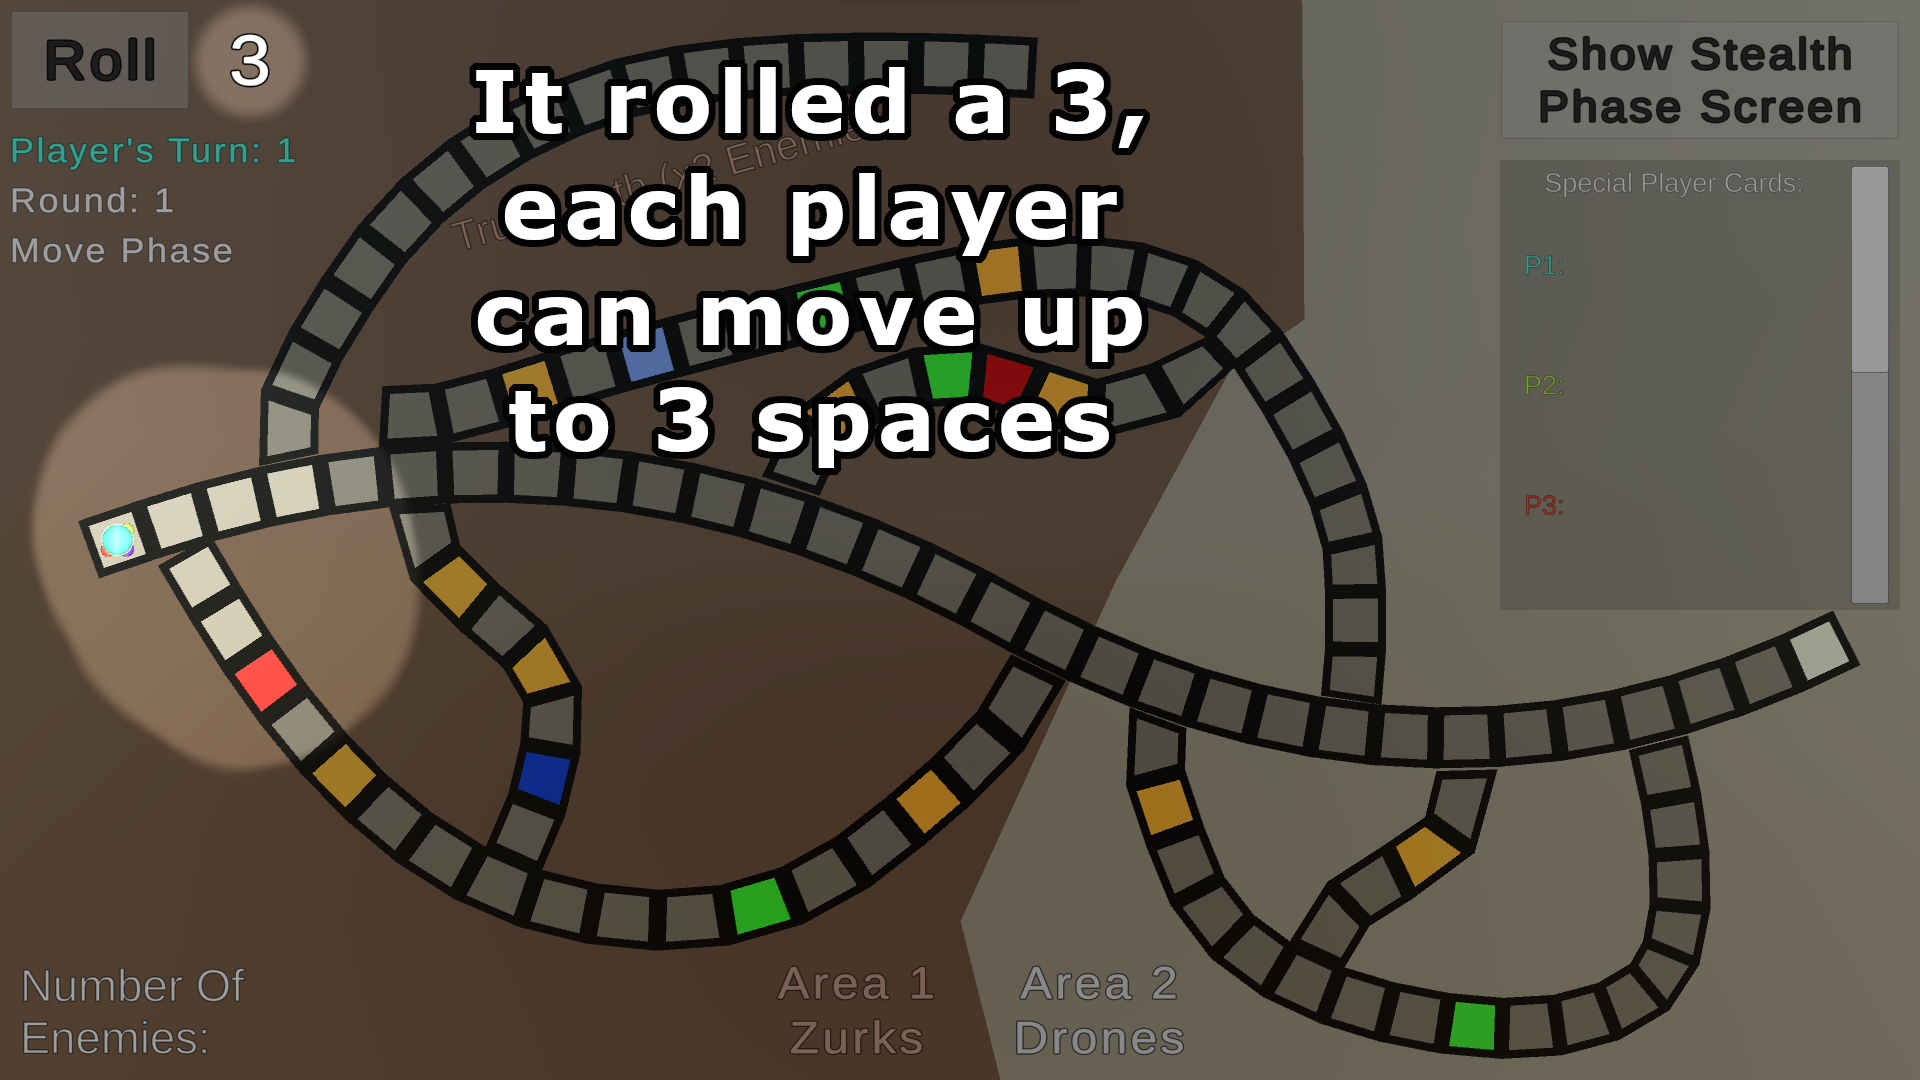 Roll
3
Player's Turn: 1
Round: 1
Move Phase
It rolled a 3,
each player
can move up
to 3 spaces
Show Stealth
Phase Screen
Special Player Cards:
P1:
P2:
P3:
Number Of
Enemies:
Area 1
Zurks
Area 2
Drones